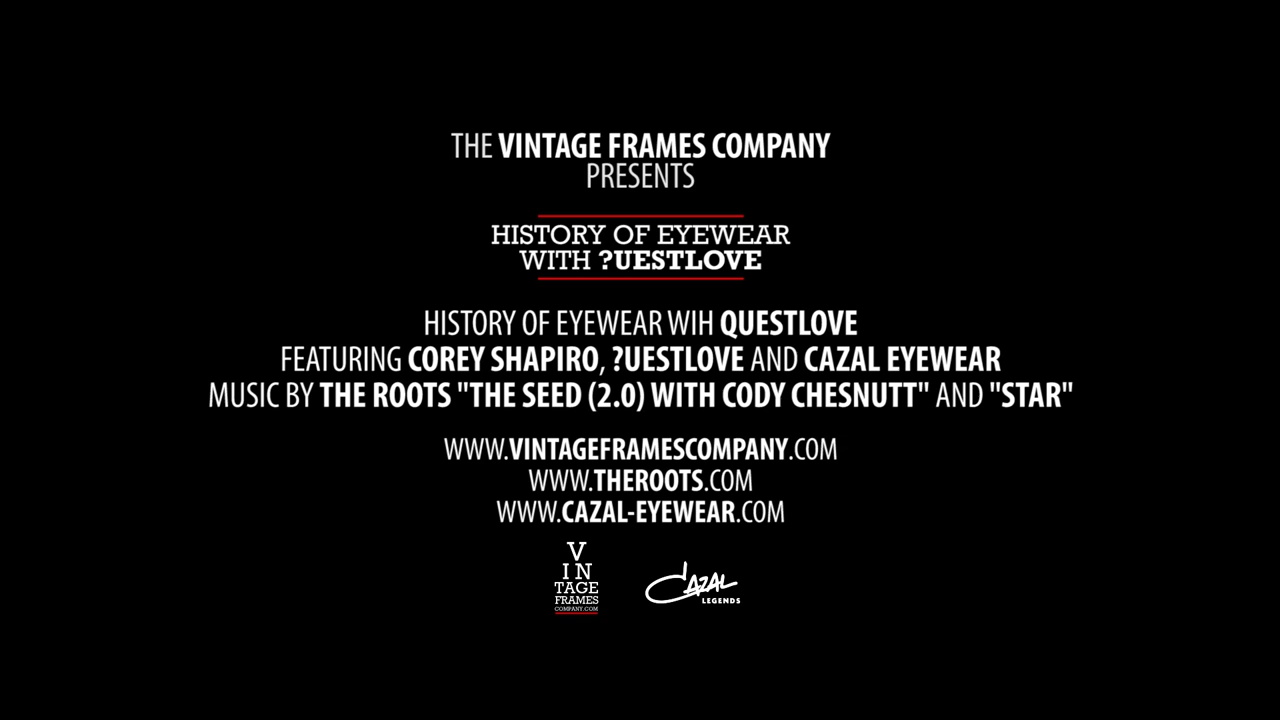 THE VINTAGE FRAMES COMPANY
PRESENTS
HISTORY OF EYEWEAR
WITH ?UESTLOVE
HISTORY OF EYEWEAR WIH QUESTLOVE
FEATURING COREY SHAPIRO, ?UESTLOVE AND CAZAL EYEWEAR
MUSIC BY THE ROOTS "THE SEED (2.0) WITH CODY CHESNUTT" AND "STAR"
WWW.VINTAGEFRAMESCOMPANY.COM
WWW.THEROOTS.COM
WWW.CAZAL-EYEWEAR.COM
V
IN
TAGE
FRAMES
COMPANY.COM
CAZAL
LEGENDS